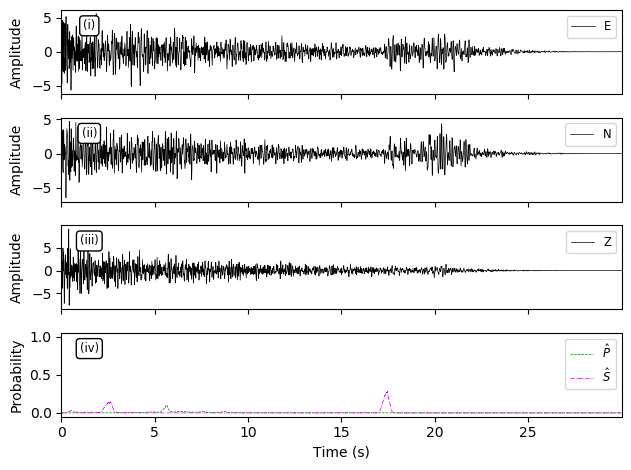 Amplitude
5
0
−5
(i)
E
Amplitude
5
0
−5
(ii)
N
Amplitude
5
0
−5
(iii)
Z
Probability
1.0
0.5
0.0
(iv)
P̂
Ŝ
0 5 10 15 20 25
Time (s)